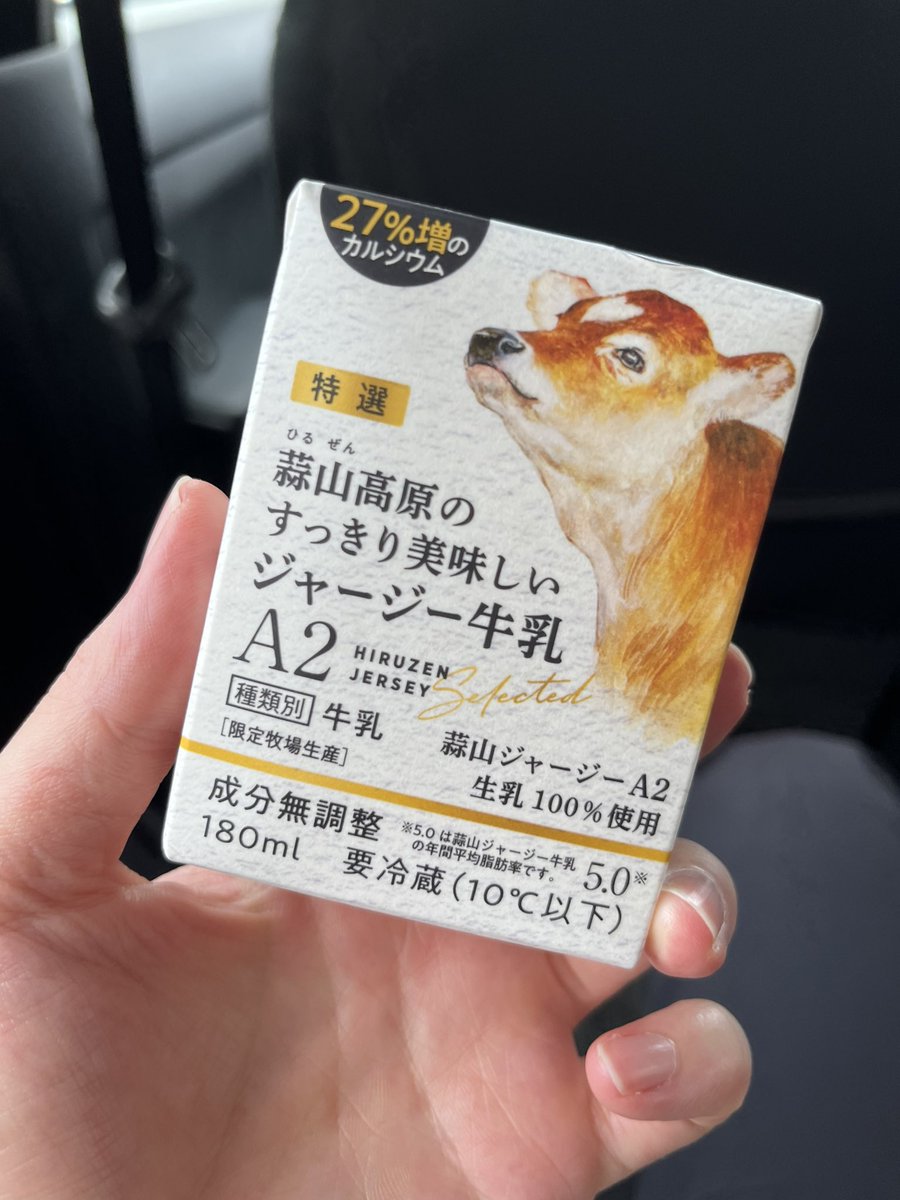 27%増の
カルシウム
特選
ひるぜん
蒜山高原の
すっきり美味しい
ジャージー牛乳
A2
HIRUZEN
JERSEY
Selected
種類別 牛乳
[限定牧場生産]
蒜山ジャージーA2
生乳100%使用
成分無調整
※5.0は蒜山ジャージー牛乳
の年間平均脂肪率です。
5.0※
180ml 要冷蔵(10℃以下)